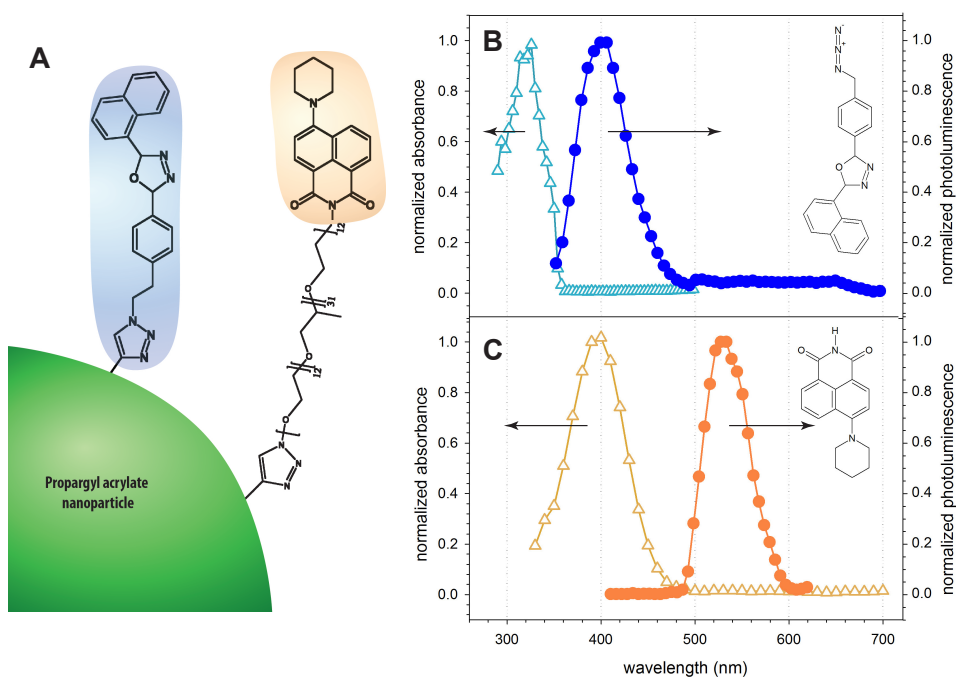 A
N
N
O
N
O
N
O
12
O
31
O
12
O
N
N
N
N
N
N
Propargyl acrylate
nanoparticle
B
normalized absorbance
1.0
0.8
0.6
0.4
0.2
0.0
1.0
0.8
0.6
0.4
0.2
0.0
normalized photoluminescence
N-
N+
N
O
N
N
C
normalized absorbance
1.0
0.8
0.6
0.4
0.2
0.0
1.0
0.8
0.6
0.4
0.2
0.0
normalized photoluminescence
H
O
N
O
N
300 400 500 600 700
wavelength (nm)